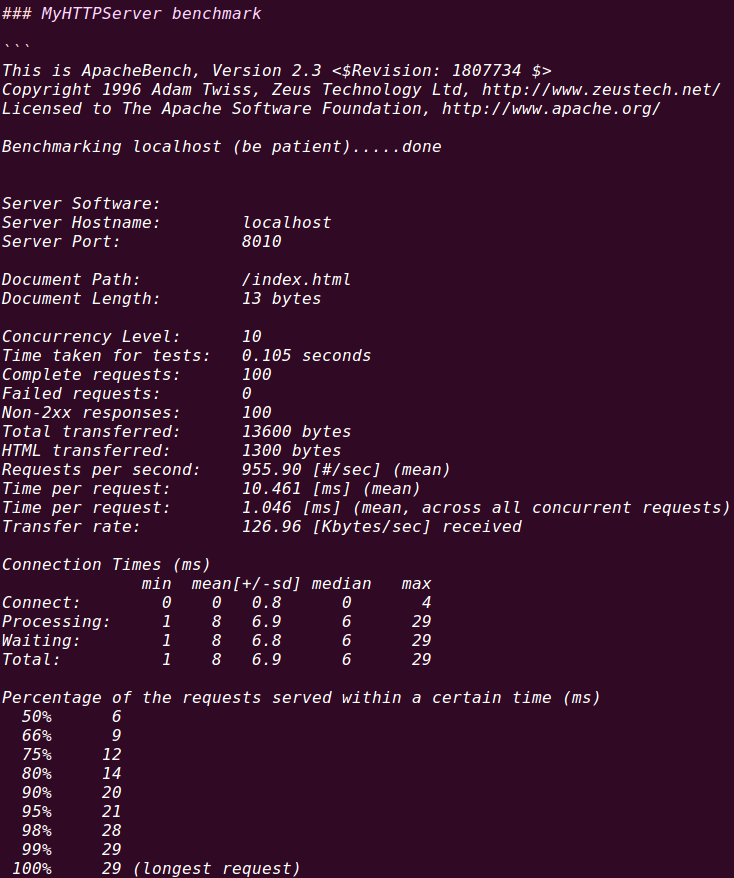 ### MyHTTPServer benchmark
```
This is ApacheBench, Version 2.3 <$Revision: 1807734 $>
Copyright 1996 Adam Twiss, Zeus Technology Ltd, http://www.zeustech.net/
Licensed to The Apache Software Foundation, http://www.apache.org/
Benchmarking localhost (be patient).....done
Server Software:
Server Hostname:        localhost
Server Port:            8010
Document Path:          /index.html
Document Length:        13 bytes
Concurrency Level:      10
Time taken for tests:   0.105 seconds
Complete requests:      100
Failed requests:        0
Non-2xx responses:      100
Total transferred:      13600 bytes
HTML transferred:       1300 bytes
Requests per second:    955.90 [#/sec] (mean)
Time per request:       10.461 [ms] (mean)
Time per request:       1.046 [ms] (mean, across all concurrent requests)
Transfer rate:          126.96 [Kbytes/sec] received
Connection Times (ms)
              min  mean[+/-sd] median   max
Connect:        0    0   0.8      0       4
Processing:     1    8   6.9      6      29
Waiting:        1    8   6.8      6      29
Total:          1    8   6.9      6      29
Percentage of the requests served within a certain time (ms)
  50%      6
  66%      9
  75%     12
  80%     14
  90%     20
  95%     21
  98%     28
  99%     29
 100%     29 (longest request)